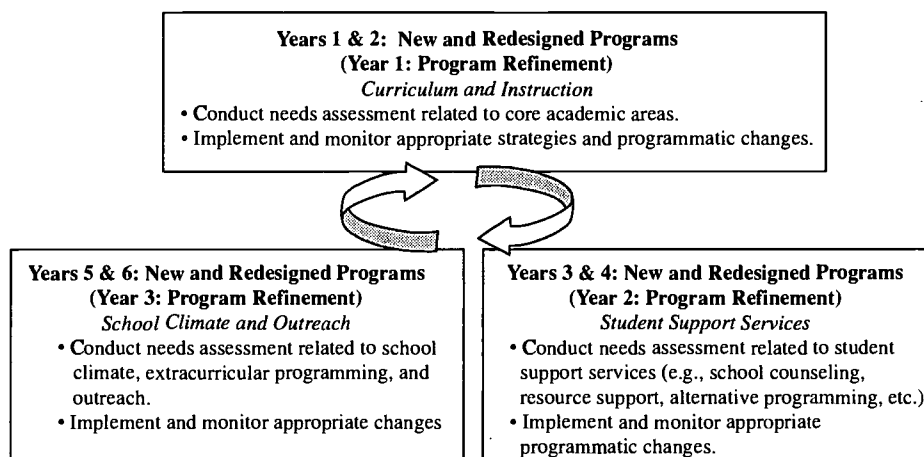 Years 1 & 2: New and Redesigned Programs
(Year 1: Program Refinement)
Curriculum and Instruction
• Conduct needs assessment related to core academic areas.
• Implement and monitor appropriate strategies and programmatic changes.
Years 5 & 6: New and Redesigned Programs
(Year 3: Program Refinement)
School Climate and Outreach
• Conduct needs assessment related to school
climate, extracurricular programming, and
outreach.
• Implement and monitor appropriate changes
Years 3 & 4: New and Redesigned Programs
(Year 2: Program Refinement)
Student Support Services
• Conduct needs assessment related to student
support services (e.g., school counseling,
resource support, alternative programming, etc.)
• Implement and monitor appropriate
programmatic changes.